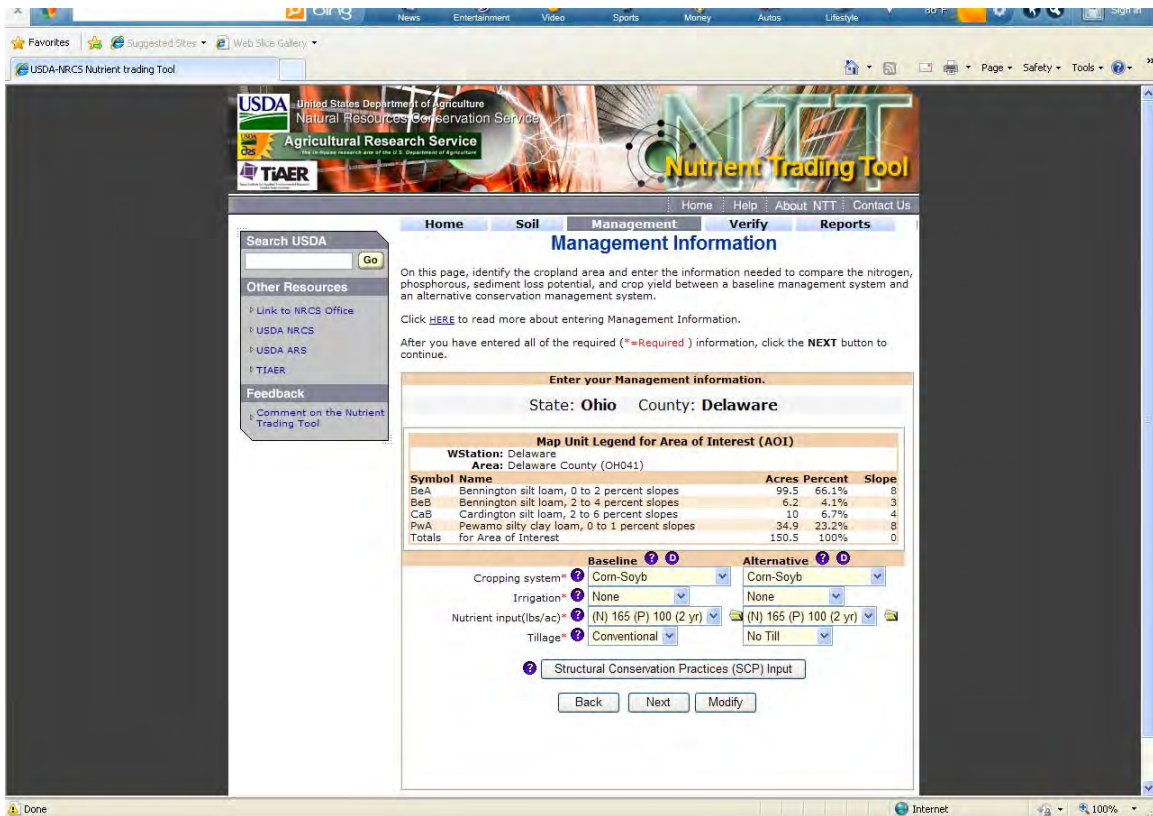 bing
News Entertainment Video Sports Money Autos Lifestyle
80°F
Sign in
Favorites Suggested Sites Web Slice Gallery
USDA-NRCS Nutrient trading Tool
Page Safety Tools
USDA United States Department of Agriculture
Natural Resources Conservation Service
Agricultural Research Service
the in-house research arm of the U.S. Department of Agriculture
TIAER
NTT
Nutrient Trading Tool
Home Help About NTT Contact Us
Home Soil Management Verify Reports
Search USDA
Go
Other Resources
Link to NRCS Office
USDA NRCS
USDA ARS
TIAER
Feedback
Comment on the Nutrient
Trading Tool
Management Information
On this page, identify the cropland area and enter the information needed to compare the nitrogen,
phosphorous, sediment loss potential, and crop yield between a baseline management system and
an alternative conservation management system.
Click HERE to read more about entering Management Information.
After you have entered all of the required (*=Required ) information, click the NEXT button to
continue.
Enter your Management information.
State: Ohio County: Delaware
Map Unit Legend for Area of Interest (AOI)
WStation: Delaware
Area: Delaware County (OH041)
Symbol Name Acres Percent Slope
BeA Bennington silt loam, 0 to 2 percent slopes 99.5 66.1% 8
BeB Bennington silt loam, 2 to 4 percent slopes 6.2 4.1% 3
CaB Cardington silt loam, 2 to 6 percent slopes 10 6.7% 4
PwA Pewamo silty clay loam, 0 to 1 percent slopes 34.9 23.2% 8
Totals for Area of Interest 150.5 100% 0
Baseline ? D Alternative ? D
Cropping system* ? Corn-Soyb Corn-Soyb
Irrigation* ? None None
Nutrient input(lbs/ac)* ? (N) 165 (P) 100 (2 yr) (N) 165 (P) 100 (2 yr)
Tillage* ? Conventional No Till
? Structural Conservation Practices (SCP) Input
Back Next Modify
Done Internet 100%